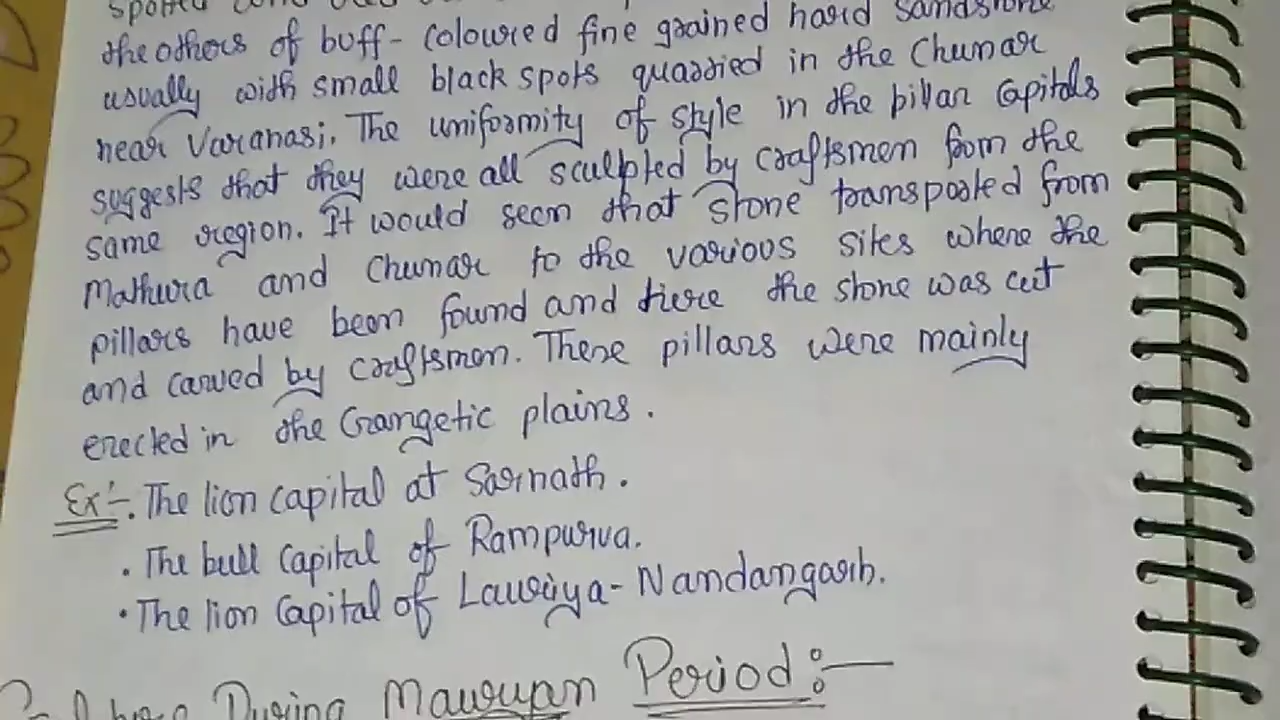 spotted
the others of buff- coloured fine grained hard sandstone
usually with small black spots quarried in the Chunar
near Varanasi. The uniformity of style in the pillar capitals
suggests that they were all sculpted by craftsmen from the
same region. It would seem that stone transported from
Mathura and Chunar to the various sites where the
pillars have been found and here the stone was cut
and carved by craftsmen. These pillars were mainly
erected in the Gangetic plains.
Ex:-. The lion capital at Sarnath.
. The bull capital of Rampurva.
• The lion capital of Lauriya- Nandangarh.
During Mauryan Period:—